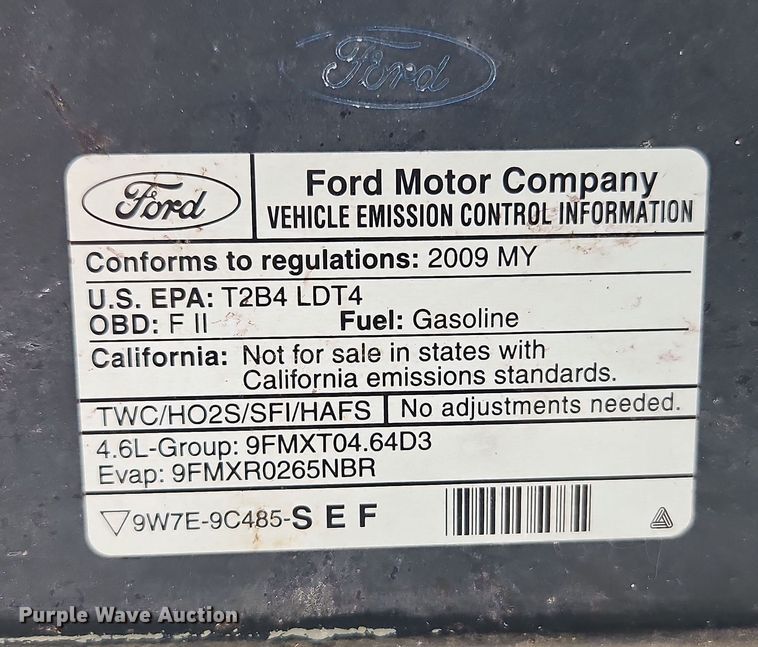 Ford
Ford
Ford Motor Company
VEHICLE EMISSION CONTROL INFORMATION
Conforms to regulations: 2009 MY
U.S. EPA: T2B4 LDT4
OBD: F II Fuel: Gasoline
California: Not for sale in states with
California emissions standards.
TWC/HO2S/SFI/HAFS No adjustments needed.
4.6L-Group: 9FMXT04.64D3
Evap: 9FMXR0265NBR
▽9W7E-9C485-SEF
Purple Wave Auction